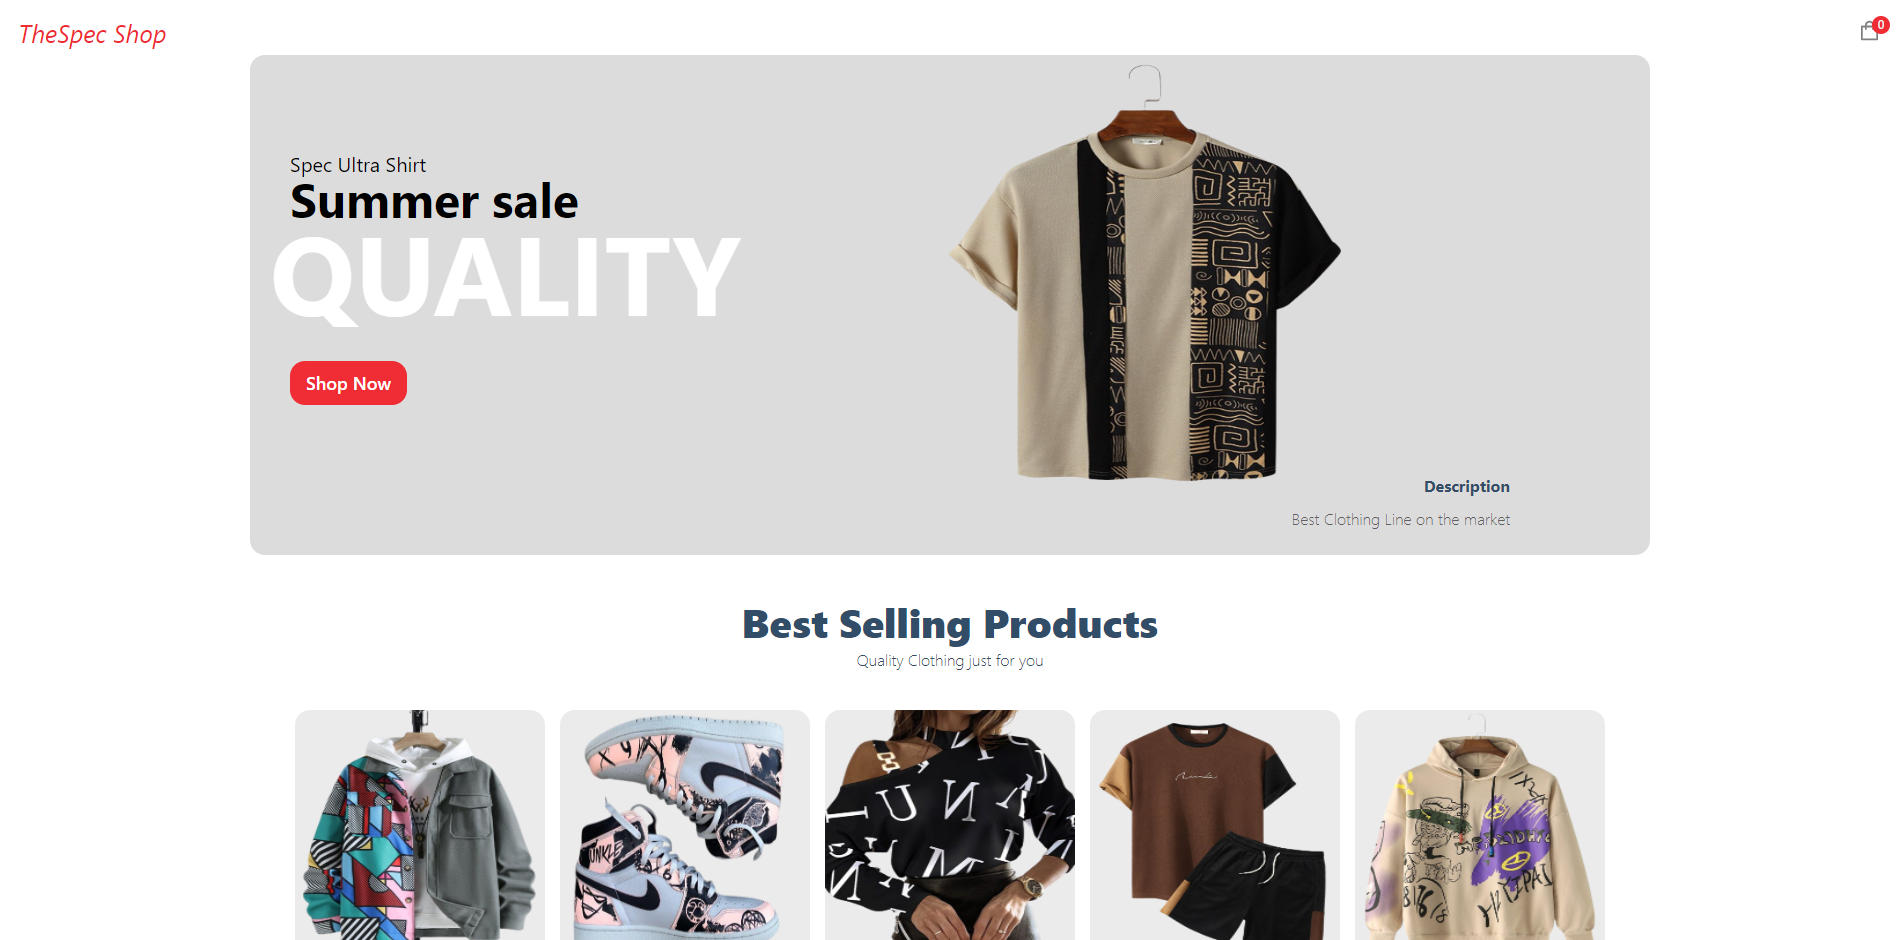 TheSpec Shop
0
Spec Ultra Shirt
Summer sale
QUALITY
Shop Now
Description
Best Clothing Line on the market
Best Selling Products
Quality Clothing just for you